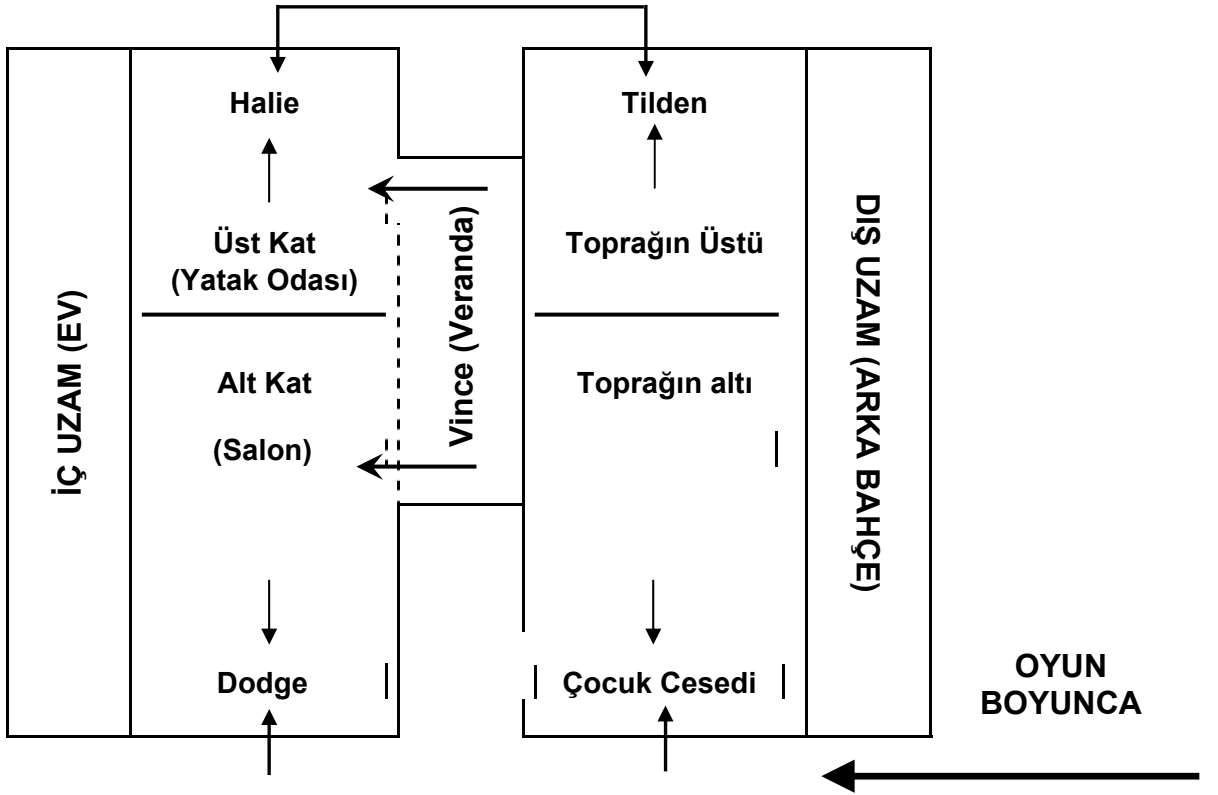 Halie
Tilden
Üst Kat
(Yatak Odası)
Toprağın Üstü
İÇ UZAM (EV)
Vince (Veranda)
DIŞ UZAM (ARKA BAHÇE)
Alt Kat
(Salon)
Toprağın altı
Dodge
Çocuk Cesedi
OYUN
BOYUNCA